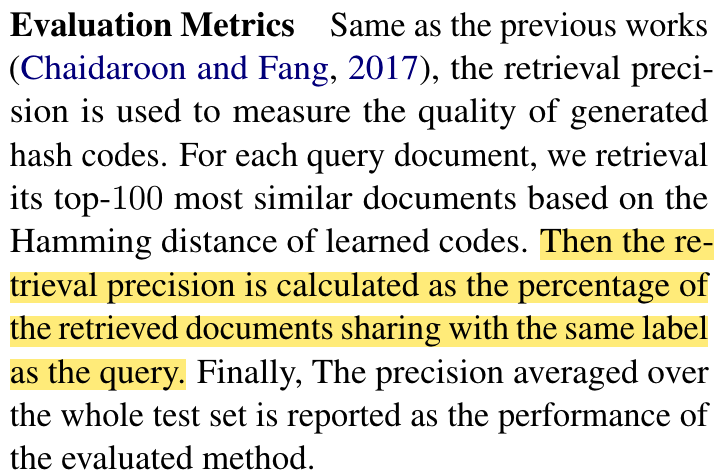 Evaluation Metrics Same as the previous works
(Chaidaroon and Fang, 2017), the retrieval preci-
sion is used to measure the quality of generated
hash codes. For each query document, we retrieval
its top-100 most similar documents based on the
Hamming distance of learned codes. Then the re-
trieval precision is calculated as the percentage of
the retrieved documents sharing with the same label
as the query. Finally, The precision averaged over
the whole test set is reported as the performance of
the evaluated method.